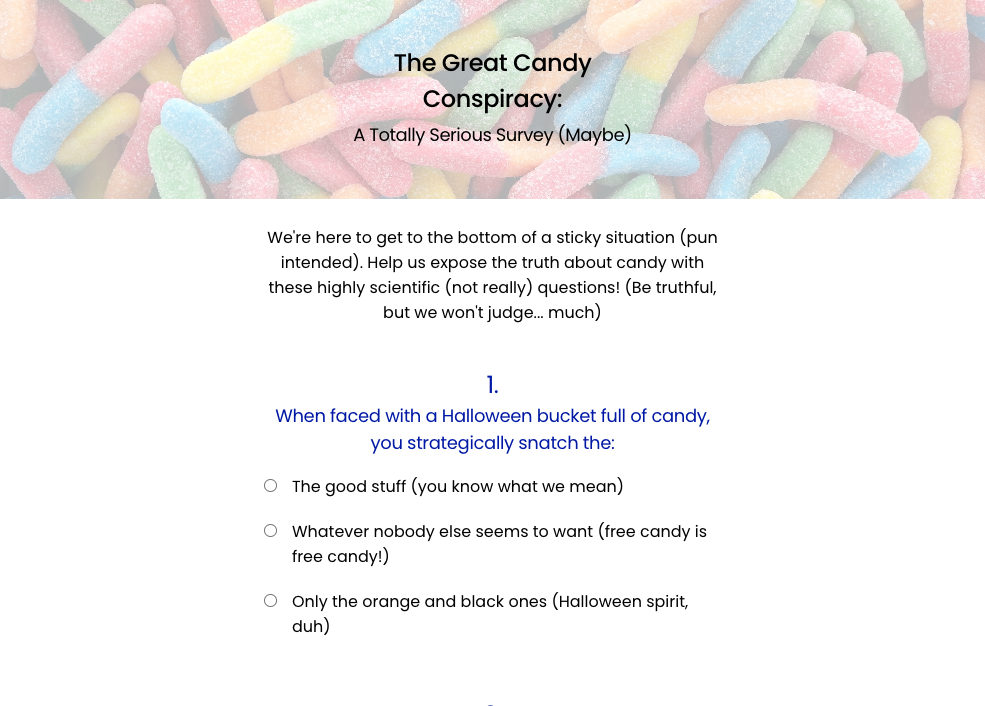 The Great Candy
Conspiracy:
A Totally Serious Survey (Maybe)
We're here to get to the bottom of a sticky situation (pun
intended). Help us expose the truth about candy with
these highly scientific (not really) questions! (Be truthful,
but we won't judge... much)
1.
When faced with a Halloween bucket full of candy,
you strategically snatch the:
The good stuff (you know what we mean)
Whatever nobody else seems to want (free candy is
free candy!)
Only the orange and black ones (Halloween spirit,
duh)